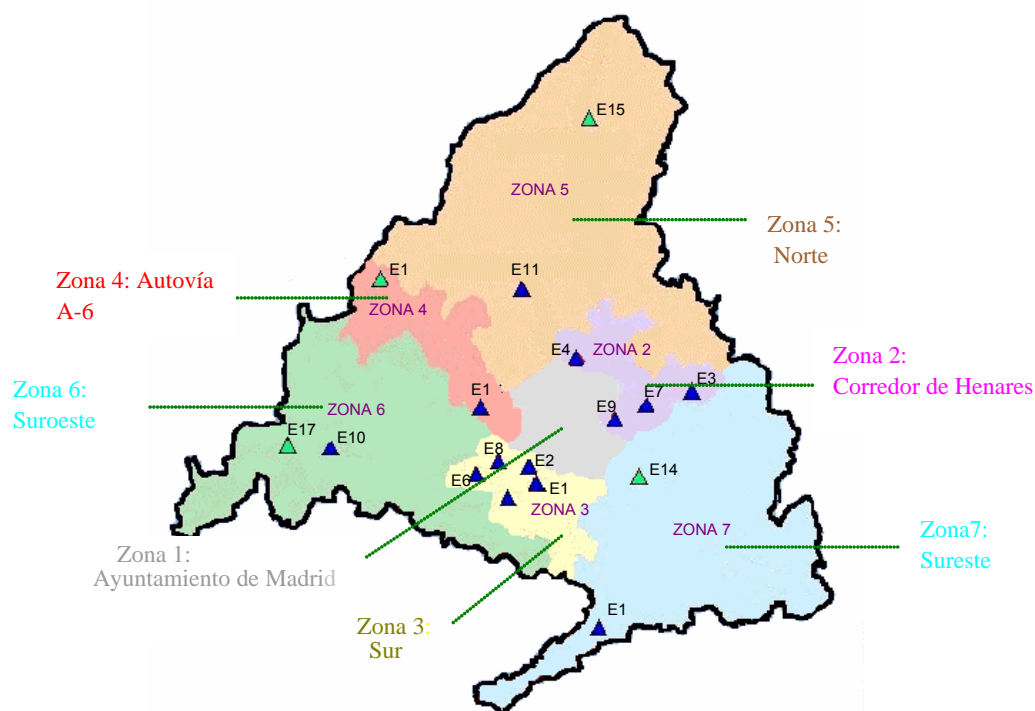 E15
ZONA 5
Zona 5:
Norte
Zona 4: Autovía
A-6
E1
E11
ZONA 4
E4
ZONA 2
Zona 2:
Corredor de Henares
Zona 6:
Suroeste
ZONA 6
E1
E9
E7
E3
E17
E10
E8
E6
E2
E1
ZONA 3
E14
ZONA 7
Zona7:
Sureste
Zona 1:
Ayuntamiento de Madrid
Zona 3:
Sur
E1